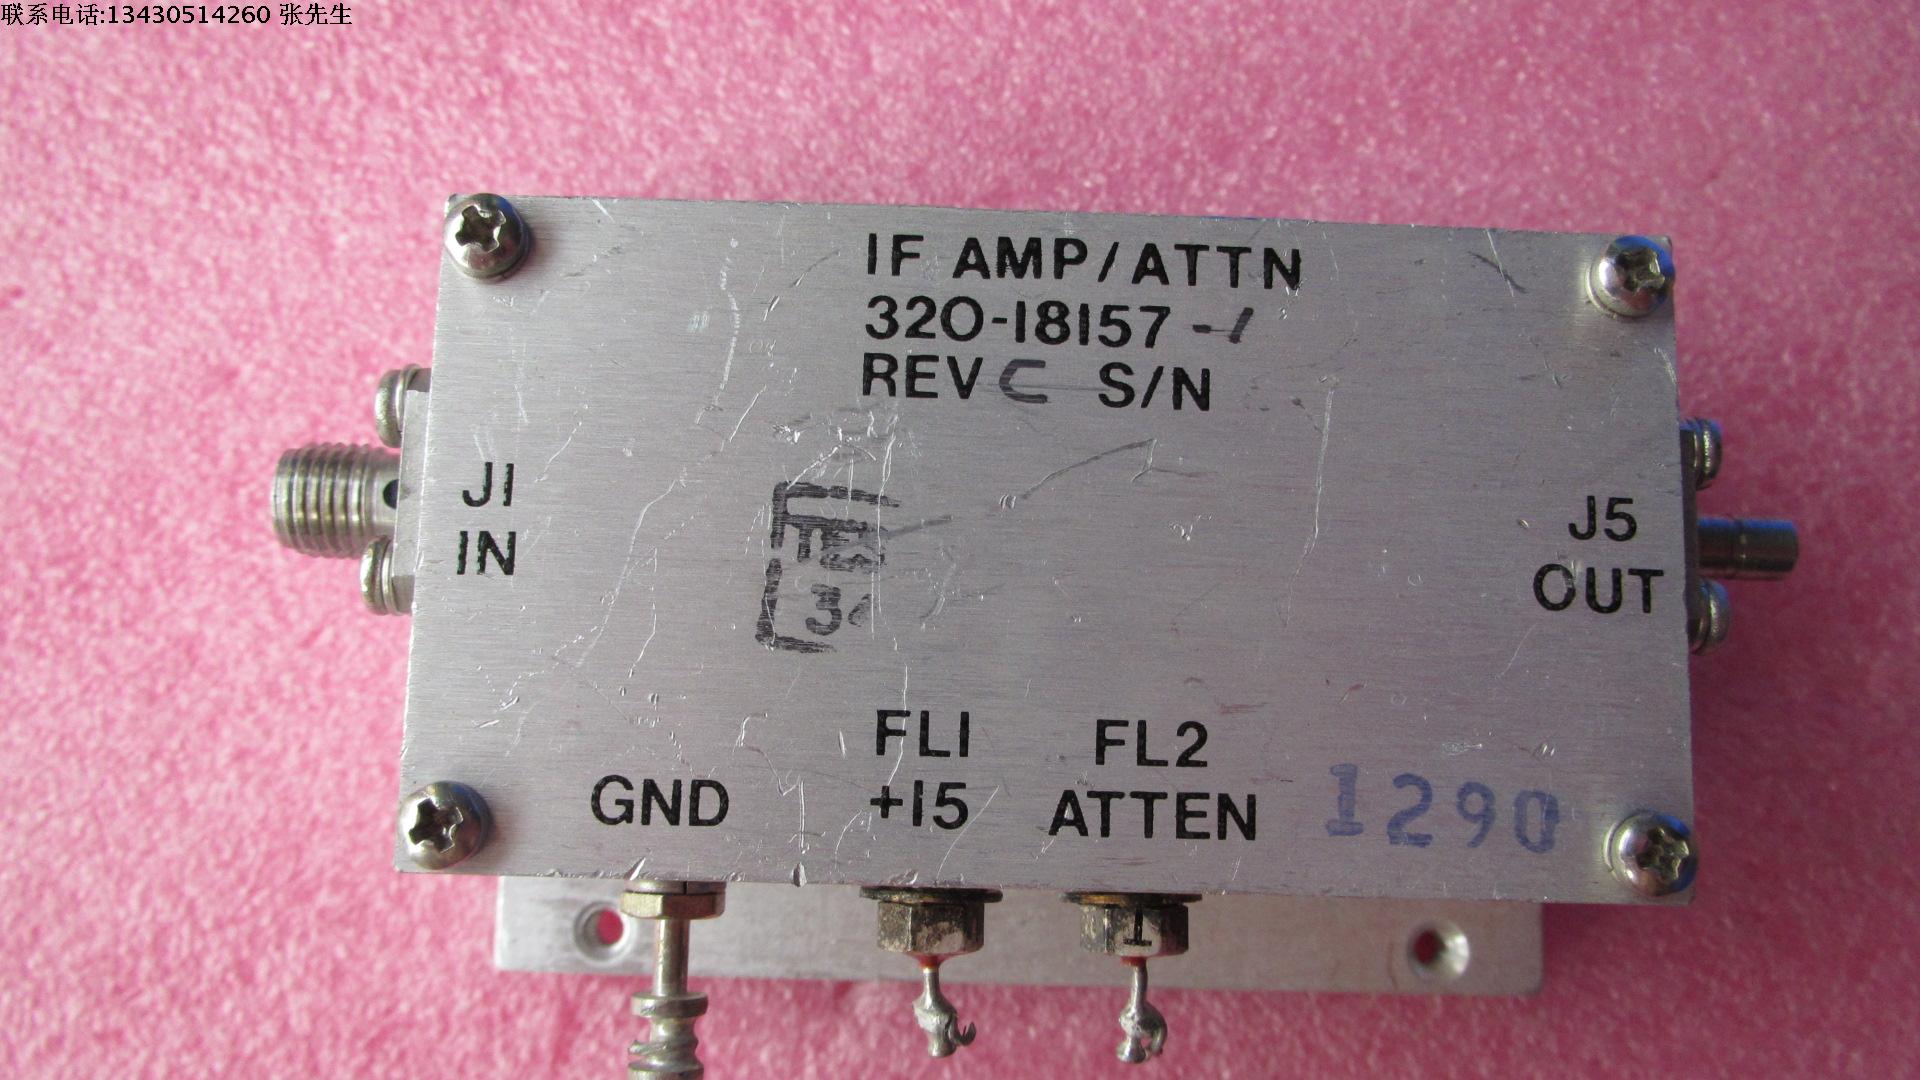 联系电话:13430514260 张先生
IF AMP/ATTN
320-18157-1
REV C S/N
J1
IN
J5
OUT
FL1
+15
FL2
ATTEN
GND
1290